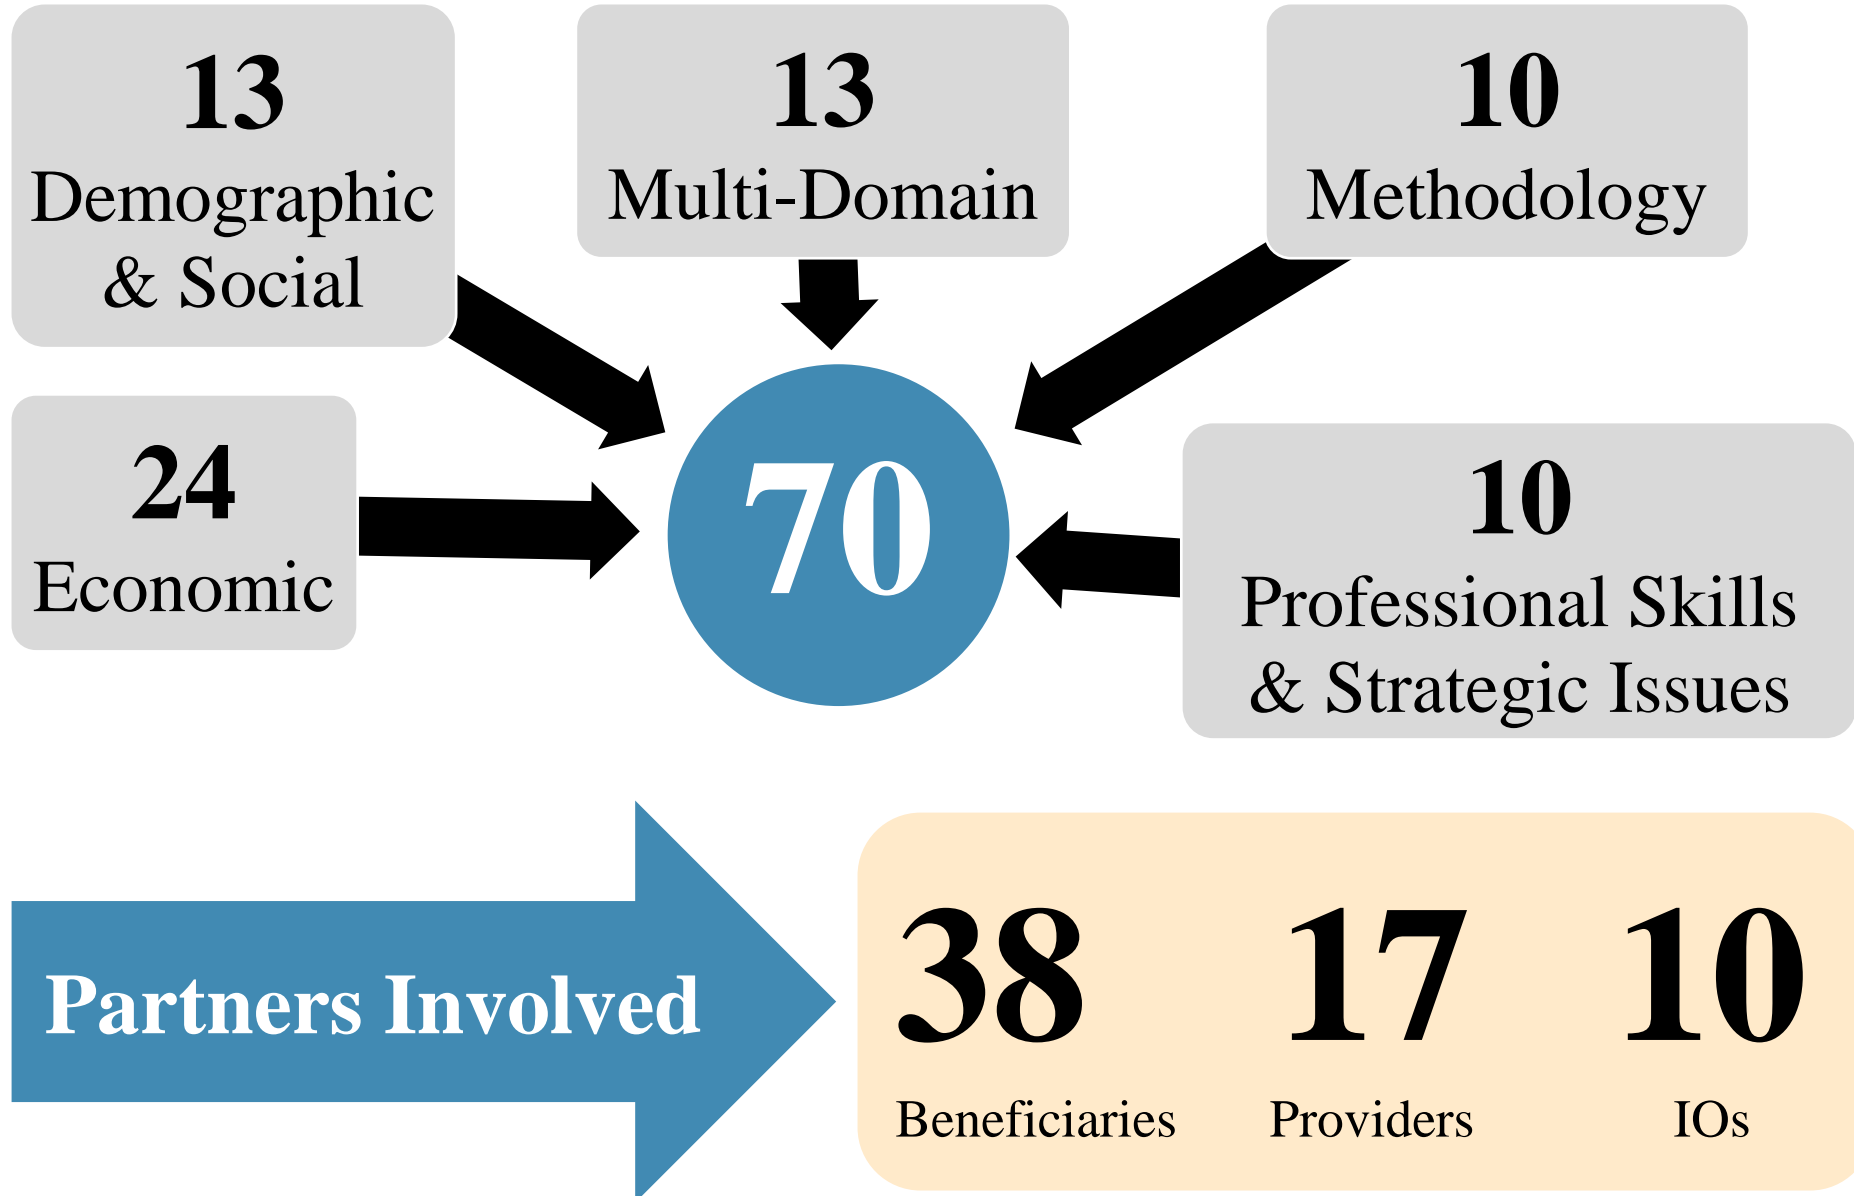 13
Demographic
& Social
13
Multi-Domain
10
Methodology
24
Economic
70
10
Professional Skills
& Strategic Issues
Partners Involved
38
Beneficiaries
17
Providers
10
IOs